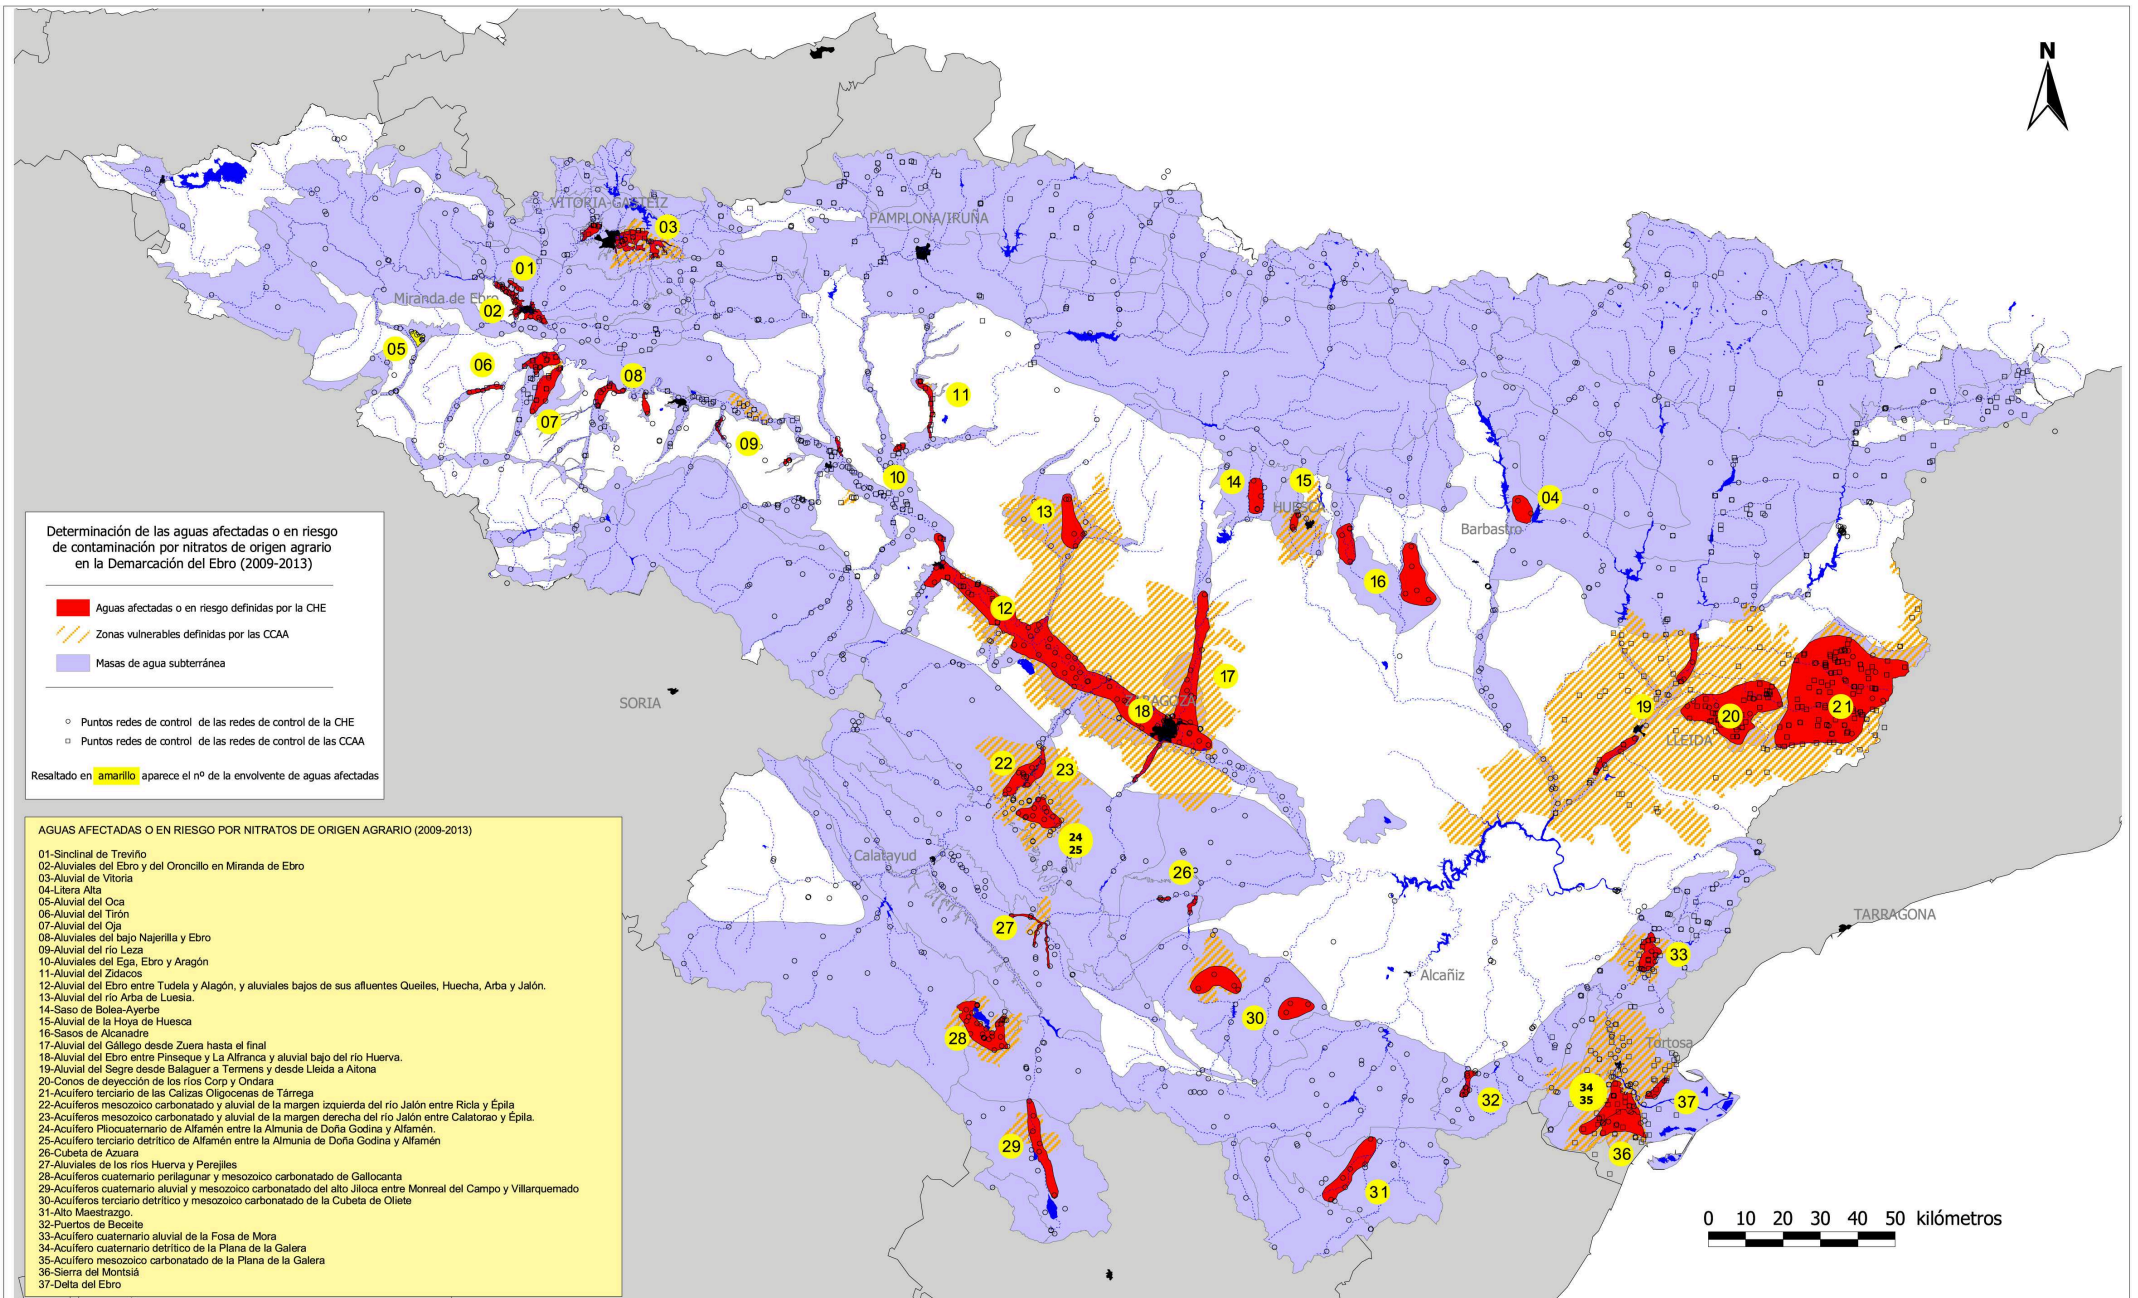 N
VITORIA-GASTEIZ
03
PAMPLONA/IRUÑA
01
Miranda de Ebro
02
05
06
08
07
11
09
10
14
15
HUESCA
04
Barbastro
13
16
12
17
ZARAGOZA
18
19
20
21
LLEIDA
SORIA
22
23
24
25
Calatayud
26
27
TARRAGONA
33
Alcañiz
28
30
Tortosa
34
35
37
32
29
36
31
Determinación de las aguas afectadas o en riesgo
de contaminación por nitratos de origen agrario
en la Demarcación del Ebro (2009-2013)
Aguas afectadas o en riesgo definidas por la CHE
Zonas vulnerables definidas por las CCAA
Masas de agua subterránea
Puntos redes de control de las redes de control de la CHE
Puntos redes de control de las redes de control de las CCAA
Resaltado en amarillo aparece el nº de la envolvente de aguas afectadas
AGUAS AFECTADAS O EN RIESGO POR NITRATOS DE ORIGEN AGRARIO (2009-2013)
01-Sinclinal de Treviño
02-Aluviales del Ebro y del Oroncillo en Miranda de Ebro
03-Aluvial de Vitoria
04-Litera Alta
05-Aluvial del Oca
06-Aluvial del Tirón
07-Aluvial del Oja
08-Aluviales del bajo Najerilla y Ebro
09-Aluvial del río Leza
10-Aluviales del Ega, Ebro y Aragón
11-Aluvial del Zidacos
12-Aluvial del Ebro entre Tudela y Alagón, y aluviales bajos de sus afluentes Queiles, Huecha, Arba y Jalón.
13-Aluvial del río Arba de Luesia.
14-Saso de Bolea-Ayerbe
15-Aluvial de la Hoya de Huesca
16-Sasos de Alcanadre
17-Aluvial del Gállego desde Zuera hasta el final
18-Aluvial del Ebro entre Pinseque y La Alfranca y aluvial bajo del río Huerva.
19-Aluvial del Segre desde Balaguer a Termens y desde Lleida a Aitona
20-Conos de deyección de los ríos Corp y Ondara
21-Acuífero terciario de las Calizas Oligocenas de Tárrega
22-Acuíferos mesozoico carbonatado y aluvial de la margen izquierda del río Jalón entre Ricla y Épila
23-Acuíferos mesozoico carbonatado y aluvial de la margen derecha del río Jalón entre Calatorao y Épila.
24-Acuífero Pliocuaternario de Alfamén entre la Almunia de Doña Godina y Alfamén.
25-Acuífero terciario detrítico de Alfamén entre la Almunia de Doña Godina y Alfamén
26-Cubeta de Azuara
27-Aluviales de los ríos Huerva y Perejiles
28-Acuíferos cuaternario perilagunar y mesozoico carbonatado de Gallocanta
29-Acuíferos cuaternario aluvial y mesozoico carbonatado del alto Jiloca entre Monreal del Campo y Villarquemado
30-Acuíferos terciario detrítico y mesozoico carbonatado de la Cubeta de Oliete
31-Alto Maestrazgo.
32-Puertos de Beceite
33-Acuífero cuaternario aluvial de la Fosa de Mora
34-Acuífero cuaternario detrítico de la Plana de la Galera
35-Acuífero mesozoico carbonatado de la Plana de la Galera
36-Sierra del Montsiá
37-Delta del Ebro
0 10 20 30 40 50 kilómetros